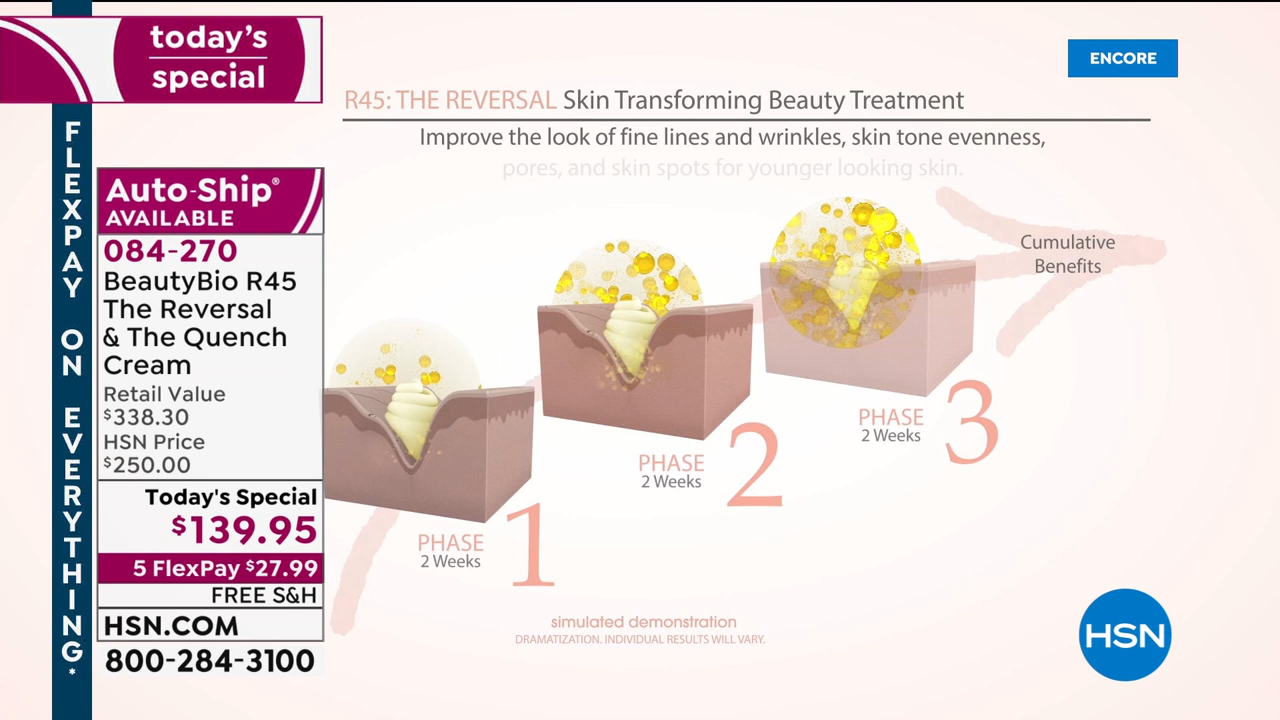 today's
special
FLEXPAY ON EVERYTHING*
Auto-Ship®
AVAILABLE
084-270
BeautyBio R45
The Reversal
& The Quench
Cream
Retail Value
$338.30
HSN Price
$250.00
Today's Special
$139.95
5 FlexPay $27.99
FREE S&H
HSN.COM
800-284-3100
ENCORE
R45: THE REVERSAL Skin Transforming Beauty Treatment
Improve the look of fine lines and wrinkles, skin tone evenness,
pores, and skin spots for younger looking skin.
Cumulative
Benefits
PHASE 3
2 Weeks
PHASE 2
2 Weeks
PHASE 1
2 Weeks
simulated demonstration
DRAMATIZATION. INDIVIDUAL RESULTS WILL VARY.
HSN